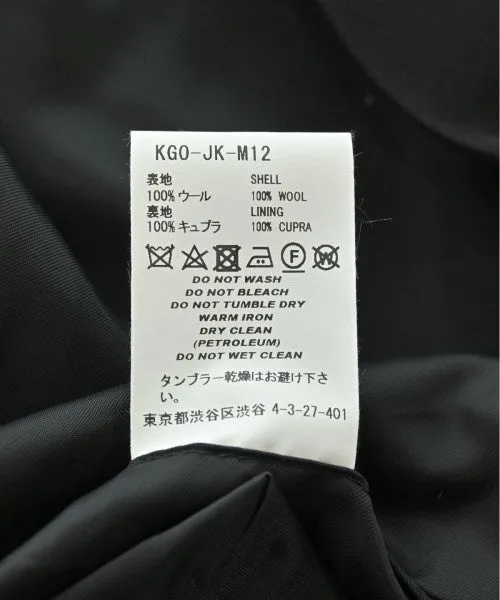 KGO-JK-M12
表地 SHELL
100%ウール 100% WOOL
裏地 LINING
100%キュプラ 100% CUPRA
F W
DO NOT WASH
DO NOT BLEACH
DO NOT TUMBLE DRY
WARM IRON
DRY CLEAN
(PETROLEUM)
DO NOT WET CLEAN
タンブラー乾燥はお避け下さ
い。
東京都渋谷区渋谷 4-3-27-401